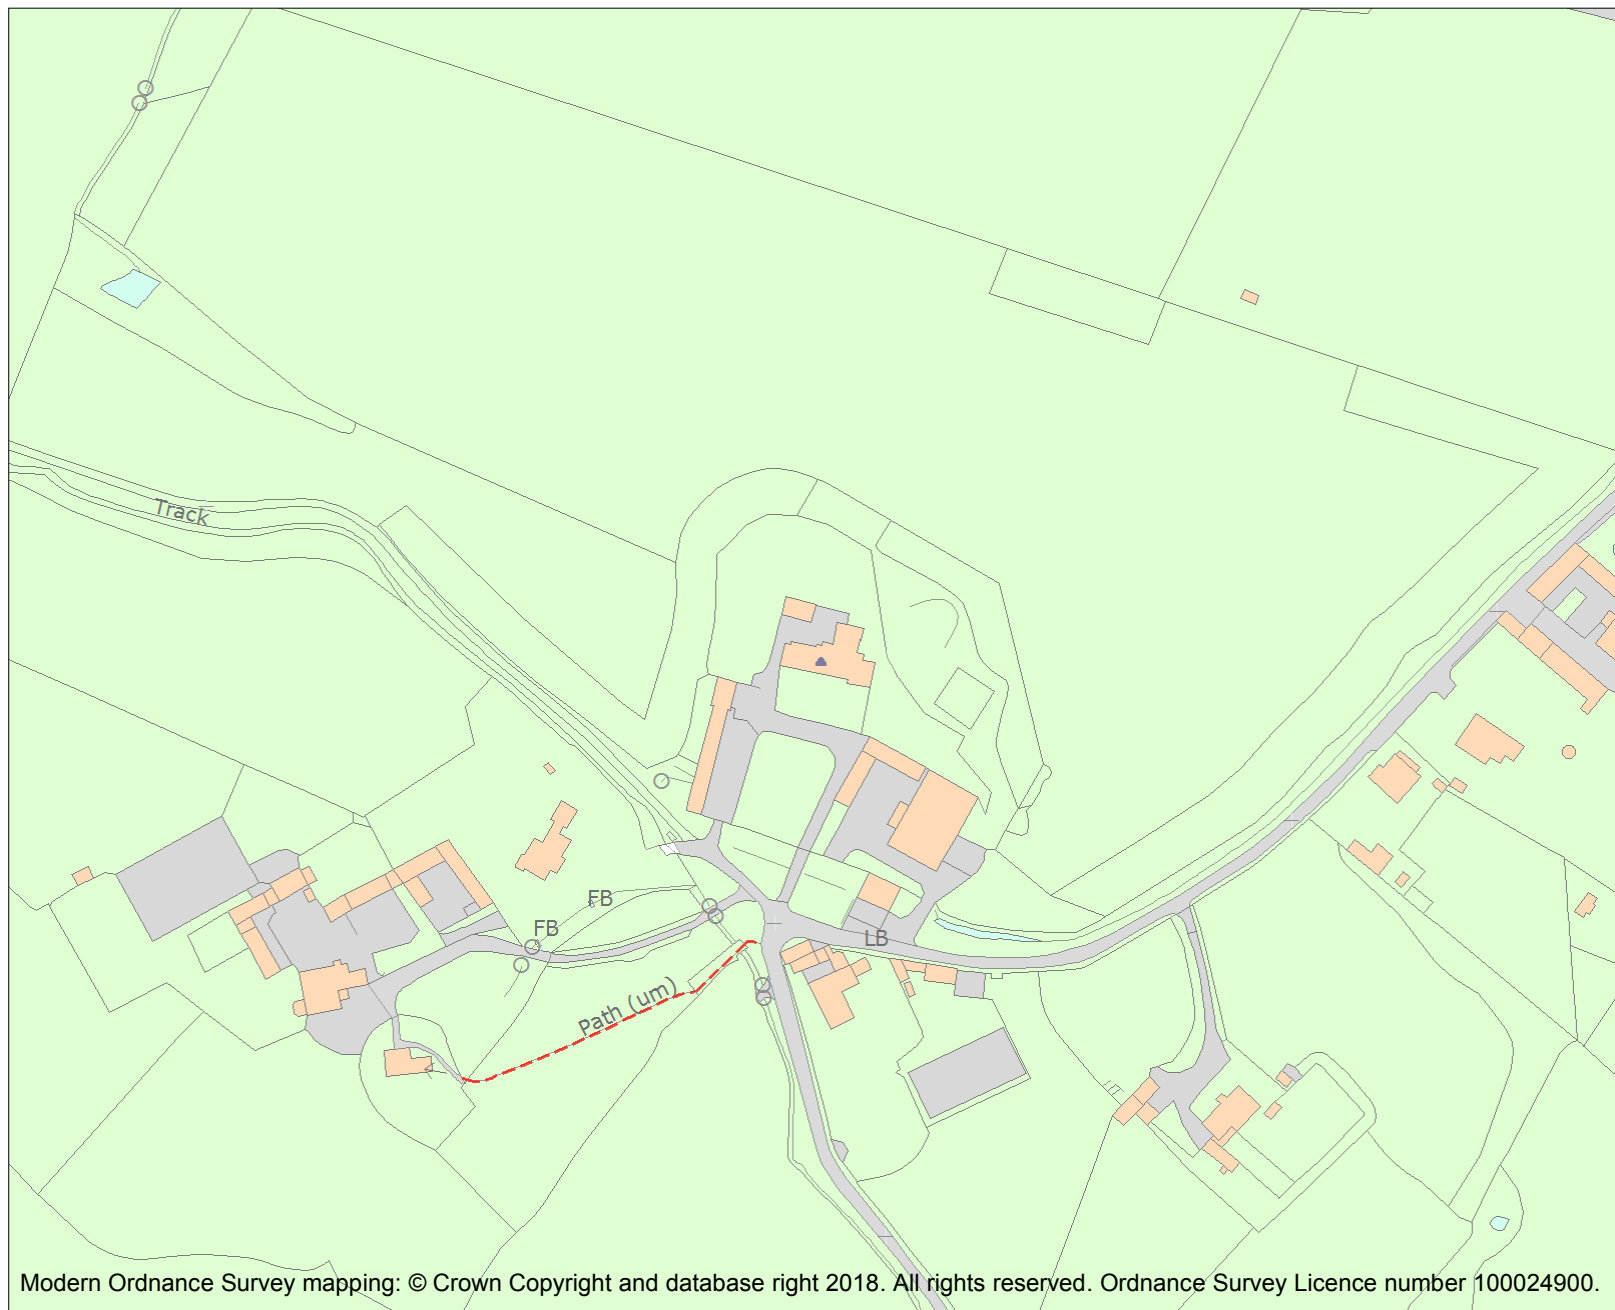 Track
FB
FB
LB
Path (um)
Modern Ordnance Survey mapping: © Crown Copyright and database right 2018. All rights reserved. Ordnance Survey Licence number 100024900.